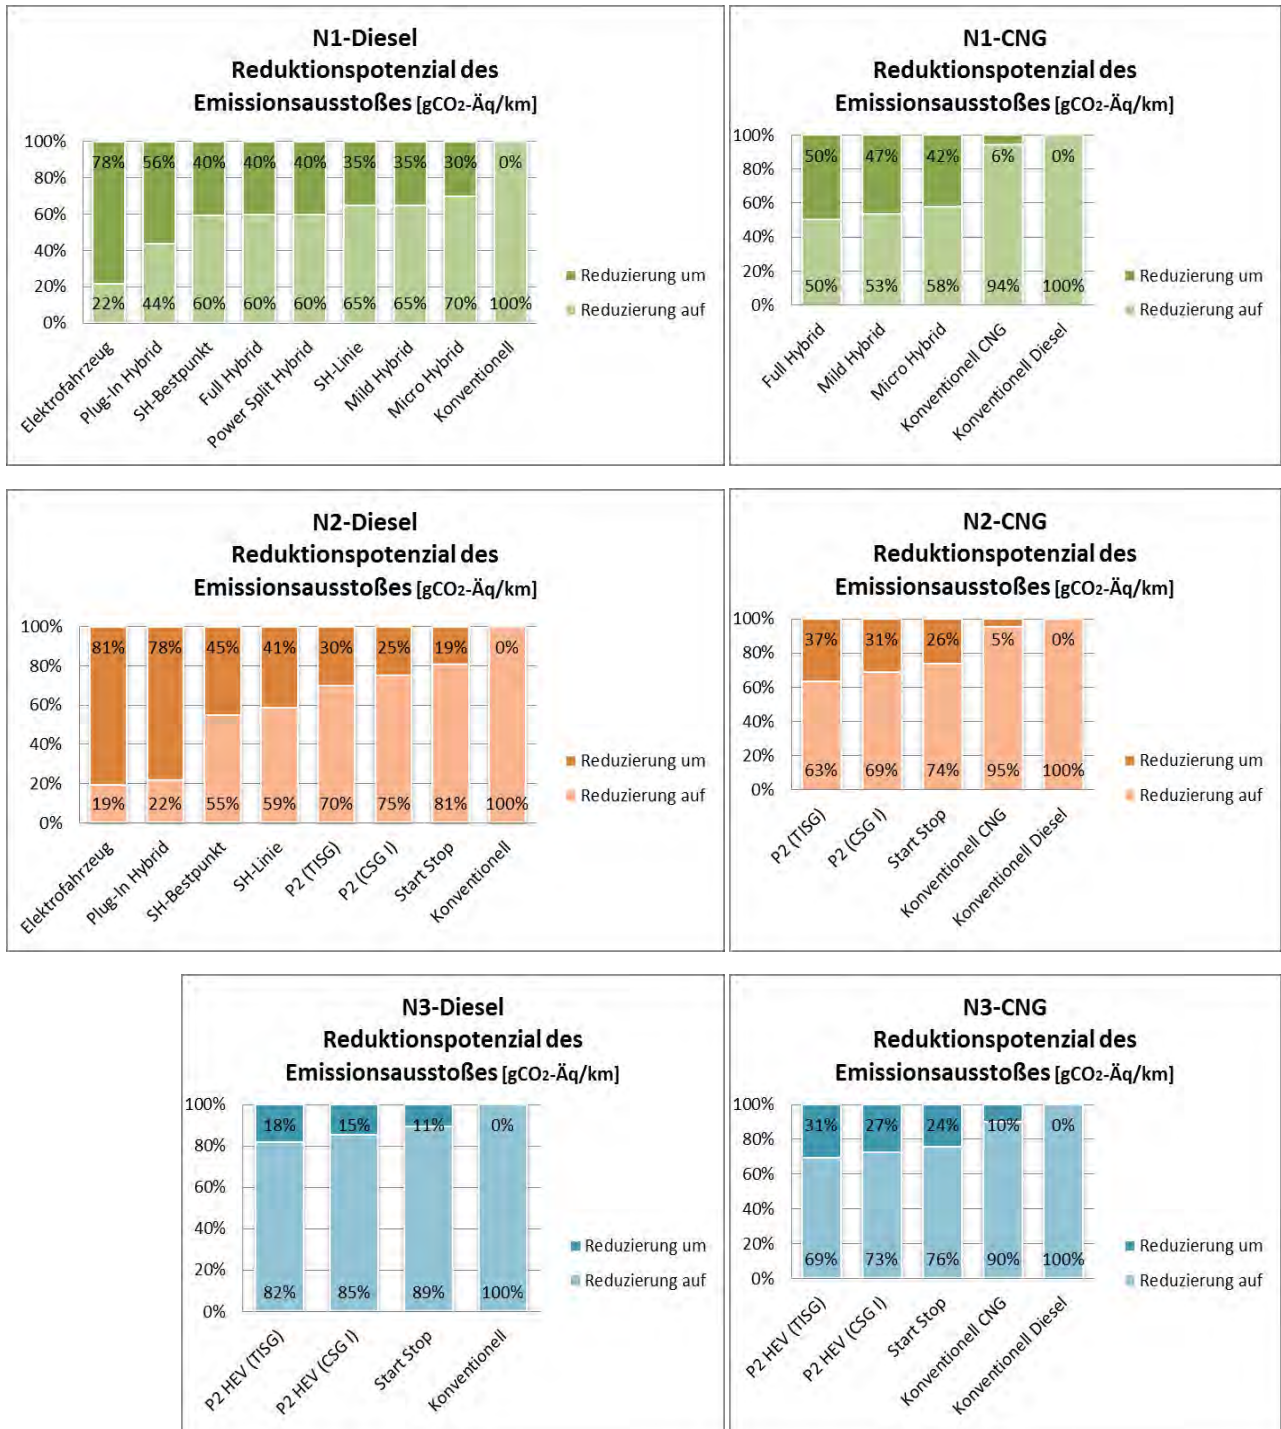 N1-Diesel
Reduktionspotenzial des
Emissionsausstoßes [gCO2-Äq/km]
100%
80%
60%
40%
20%
0%
78% 56% 40% 40% 40% 35% 35% 30% 0%
22% 44% 60% 60% 60% 65% 65% 70% 100%
Reduzierung um
Reduzierung auf
Elektrofahrzeug
Plug-In Hybrid
SH-Bestpunkt
Full Hybrid
Power Split Hybrid
SH-Linie
Mild Hybrid
Micro Hybrid
Konventionell
N1-CNG
Reduktionspotenzial des
Emissionsausstoßes [gCO2-Äq/km]
100%
80%
60%
40%
20%
0%
50% 47% 42% 6% 0%
50% 53% 58% 94% 100%
Reduzierung um
Reduzierung auf
Full Hybrid
Mild Hybrid
Micro Hybrid
Konventionell CNG
Konventionell Diesel
N2-Diesel
Reduktionspotenzial des
Emissionsausstoßes [gCO2-Äq/km]
100%
80%
60%
40%
20%
0%
81% 78% 45% 41% 30% 25% 19% 0%
19% 22% 55% 59% 70% 75% 81% 100%
Reduzierung um
Reduzierung auf
Elektrofahrzeug
Plug-In Hybrid
SH-Bestpunkt
SH-Linie
P2 (TISG)
P2 (CSG I)
Start Stop
Konventionell
N2-CNG
Reduktionspotenzial des
Emissionsausstoßes [gCO2-Äq/km]
100%
80%
60%
40%
20%
0%
37% 31% 26% 5% 0%
63% 69% 74% 95% 100%
Reduzierung um
Reduzierung auf
P2 (TISG)
P2 (CSG I)
Start Stop
Konventionell CNG
Konventionell Diesel
N3-Diesel
Reduktionspotenzial des
Emissionsausstoßes [gCO2-Äq/km]
100%
80%
60%
40%
20%
0%
18% 15% 11% 0%
82% 85% 89% 100%
Reduzierung um
Reduzierung auf
P2 HEV (TISG)
P2 HEV (CSG I)
Start Stop
Konventionell
N3-CNG
Reduktionspotenzial des
Emissionsausstoßes [gCO2-Äq/km]
100%
80%
60%
40%
20%
0%
31% 27% 24% 10% 0%
69% 73% 76% 90% 100%
Reduzierung um
Reduzierung auf
P2 HEV (TISG)
P2 HEV (CSG I)
Start Stop
Konventionell CNG
Konventionell Diesel